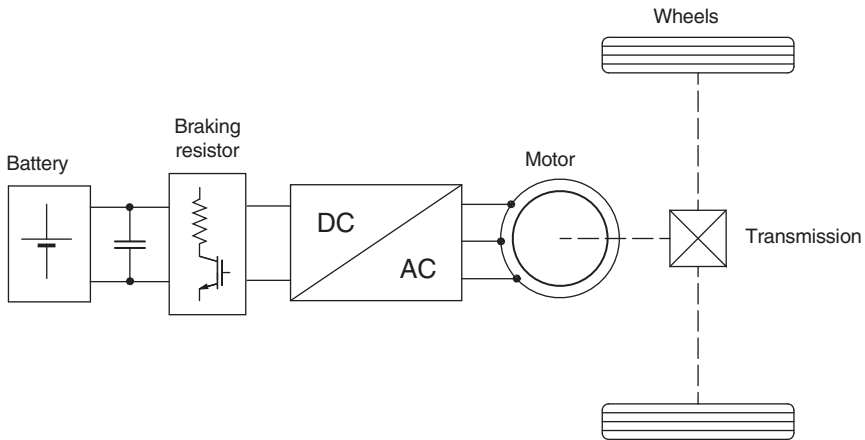 Wheels
Braking
resistor
Battery
Motor
DC
AC
Transmission